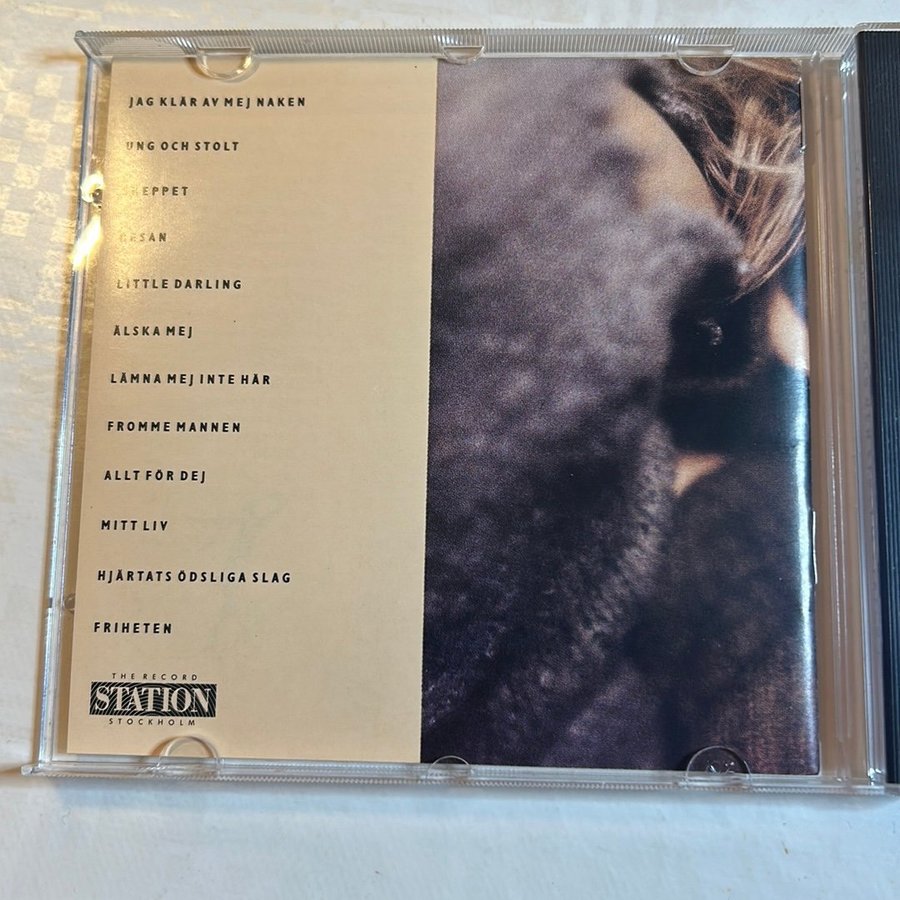 JAG KLÄR AV MEJ NAKEN
UNG OCH STOLT
LITTLE DARLING
ÄLSKA MEJ
LÄMNA MEJ INTE HÄR
FROMME MANNEN
ALLT FÖR DEJ
MITT LIV
HJÄRTATS ÖDSLIGA SLAG
FRIHETEN
THE RECORD
STATION
STOCKHOLM